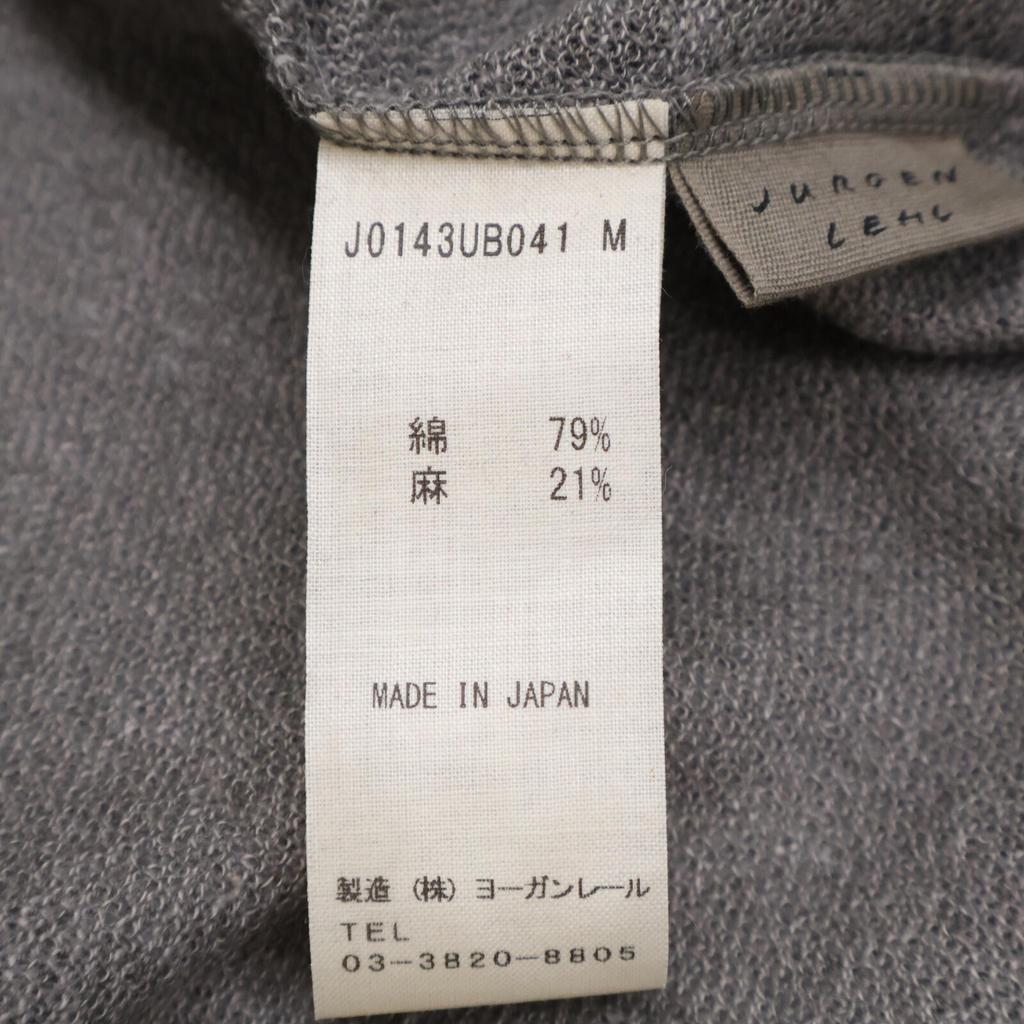 J0143UB041 M
綿 79%
麻 21%
MADE IN JAPAN
製造 (株) ヨーガンレール
TEL
03-3820-8805
JURGEN
LEHL